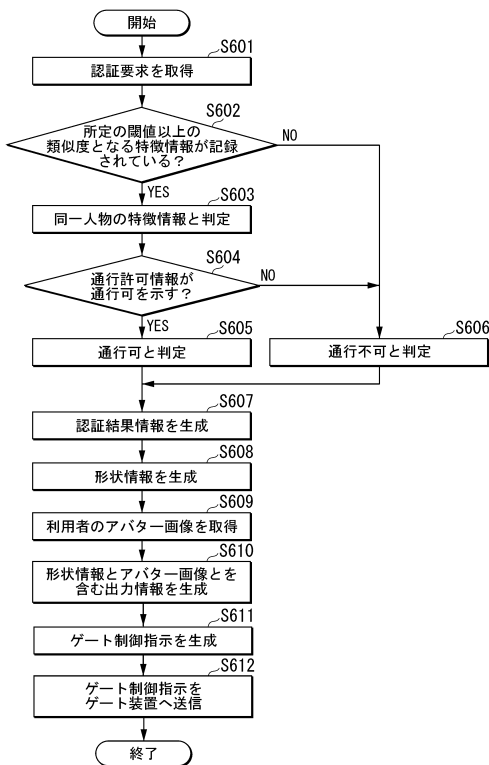 開始
S601
認証要求を取得
S602
所定の閾値以上の
類似度となる特徴情報が記録
されている？
NO
YES
S603
同一人物の特徴情報と判定
S604
通行許可情報が
通行可を示す？
NO
YES
S605
通行可と判定
S606
通行不可と判定
S607
認証結果情報を生成
S608
形状情報を生成
S609
利用者のアバター画像を取得
S610
形状情報とアバター画像とを
含む出力情報を生成
S611
ゲート制御指示を生成
S612
ゲート制御指示を
ゲート装置へ送信
終了